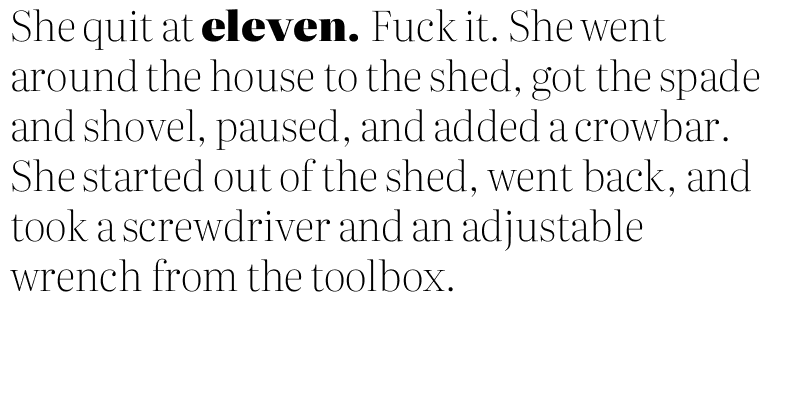 She quit at eleven. Fuck it. She went
around the house to the shed, got the spade
and shovel, paused, and added a crowbar.
She started out of the shed, went back, and
took a screwdriver and an adjustable
wrench from the toolbox.